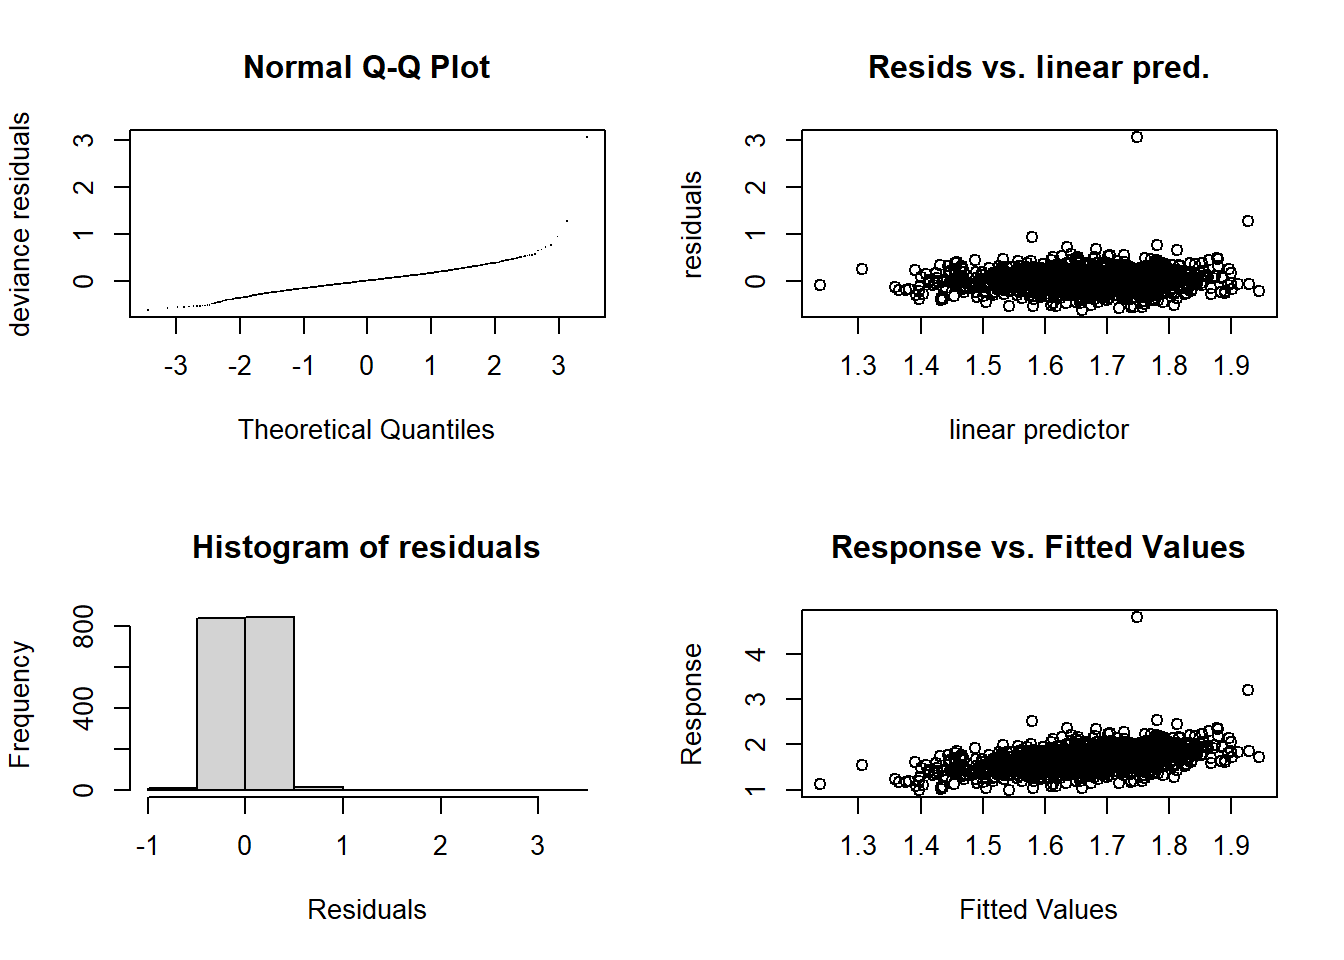 Normal Q-Q Plot
deviance residuals
3
2
1
0
-3 -2 -1 0 1 2 3
Theoretical Quantiles
Resids vs. linear pred.
residuals
3
2
1
0
1.3 1.4 1.5 1.6 1.7 1.8 1.9
linear predictor
Histogram of residuals
Frequency
800
400
0
-1 0 1 2 3
Residuals
Response vs. Fitted Values
Response
4
3
2
1
1.3 1.4 1.5 1.6 1.7 1.8 1.9
Fitted Values